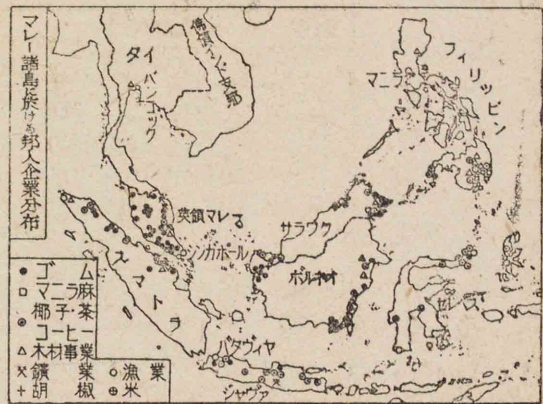 マレー諸島に於ける邦人企業分布
タイ
バンコック
佛領インド支那
フィリッピン
マニラ
英領マレー
シンガポール
サラワク
ボルネオ
スマトラ
セレベス
バタヴィヤ
ジャヴァ
● ゴム
□ マニラ麻
椰子
茶
◎ コーヒー
△ 木材事業
鑛業
+ 胡椒
○ 漁業
⊕ 米